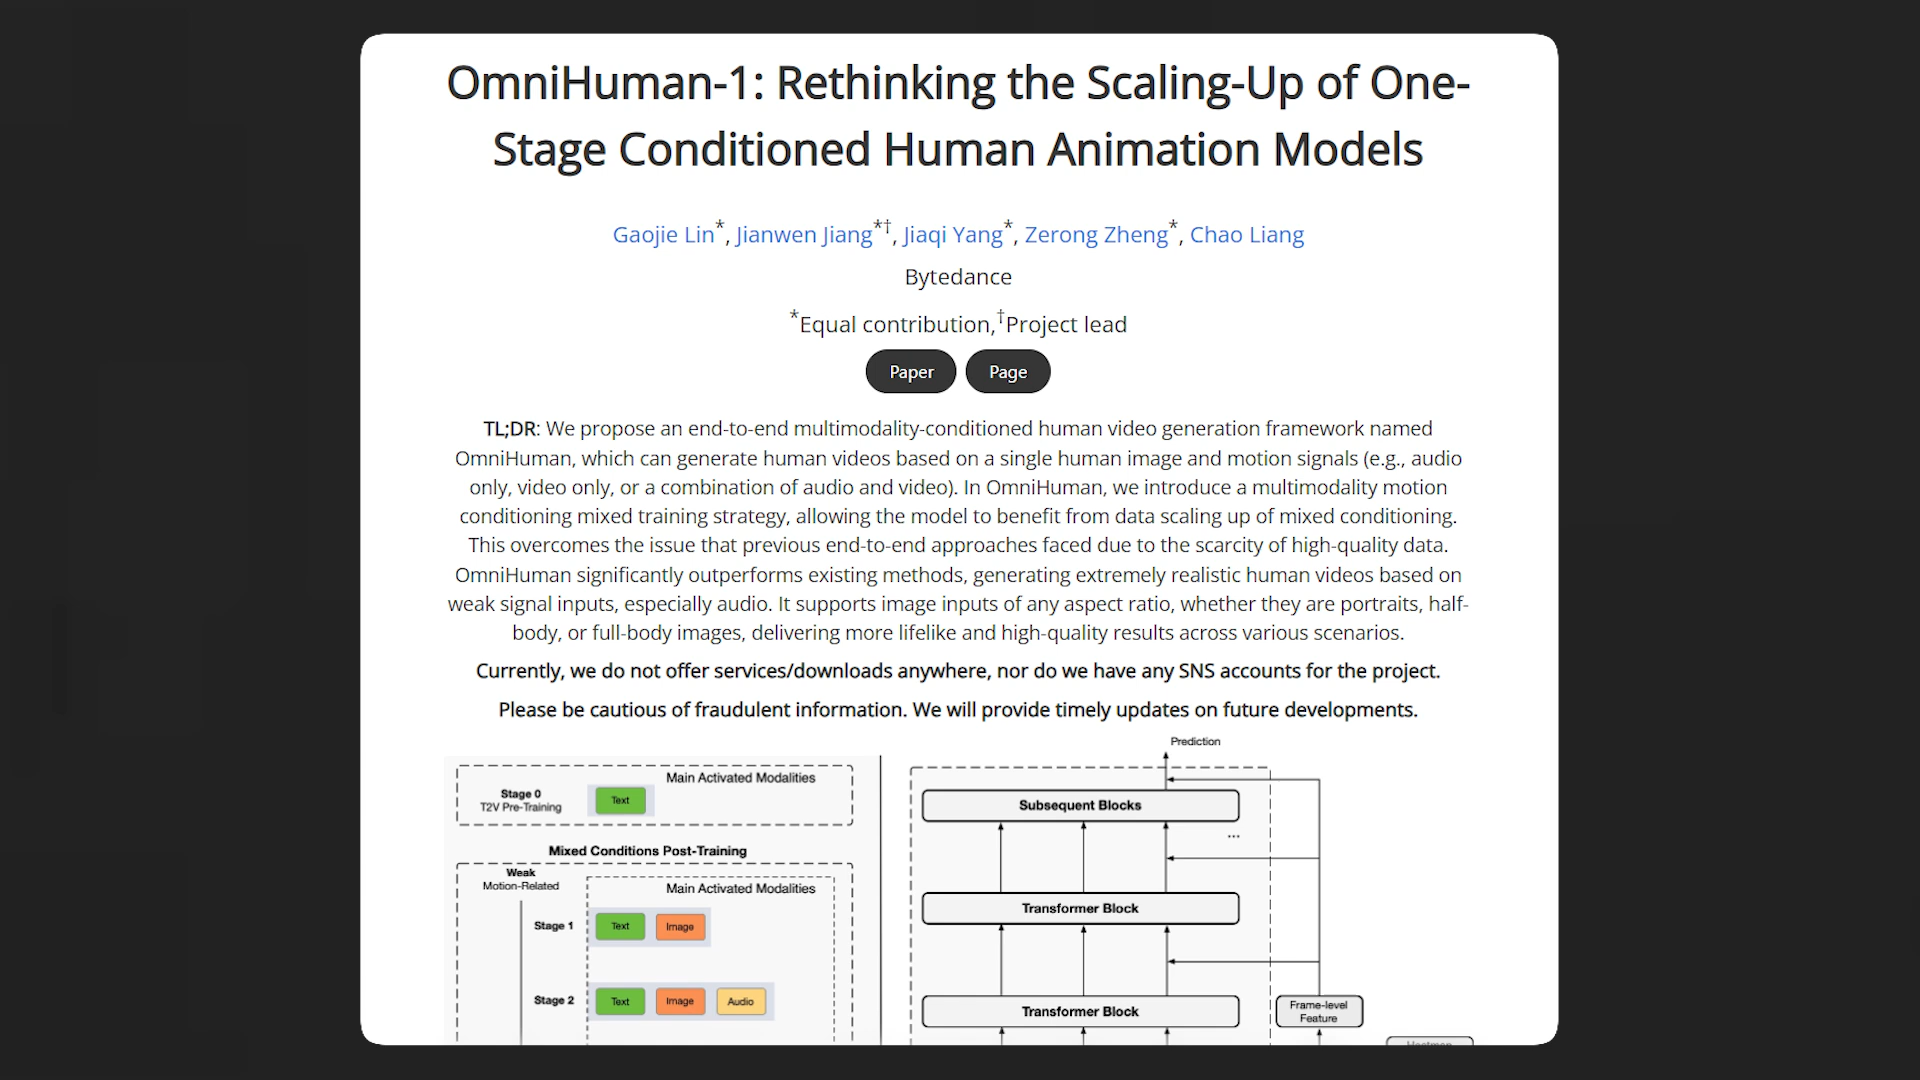 OmniHuman-1: Rethinking the Scaling-Up of One-
Stage Conditioned Human Animation Models
Gaojie Lin*, Jianwen Jiang*†, Jiaqi Yang*, Zerong Zheng*, Chao Liang
Bytedance
*Equal contribution,†Project lead
Paper Page
TL;DR: We propose an end-to-end multimodality-conditioned human video generation framework named
OmniHuman, which can generate human videos based on a single human image and motion signals (e.g., audio
only, video only, or a combination of audio and video). In OmniHuman, we introduce a multimodality motion
conditioning mixed training strategy, allowing the model to benefit from data scaling up of mixed conditioning.
This overcomes the issue that previous end-to-end approaches faced due to the scarcity of high-quality data.
OmniHuman significantly outperforms existing methods, generating extremely realistic human videos based on
weak signal inputs, especially audio. It supports image inputs of any aspect ratio, whether they are portraits, half-
body, or full-body images, delivering more lifelike and high-quality results across various scenarios.
Currently, we do not offer services/downloads anywhere, nor do we have any SNS accounts for the project.
Please be cautious of fraudulent information. We will provide timely updates on future developments.
Main Activated Modalities
Stage 0
T2V Pre-Training
Text
Mixed Conditions Post-Training
Weak
Motion-Related
Main Activated Modalities
Stage 1
Text
Image
Stage 2
Text
Image
Audio
Prediction
Subsequent Blocks
...
Transformer Block
Transformer Block
Frame-level
Feature